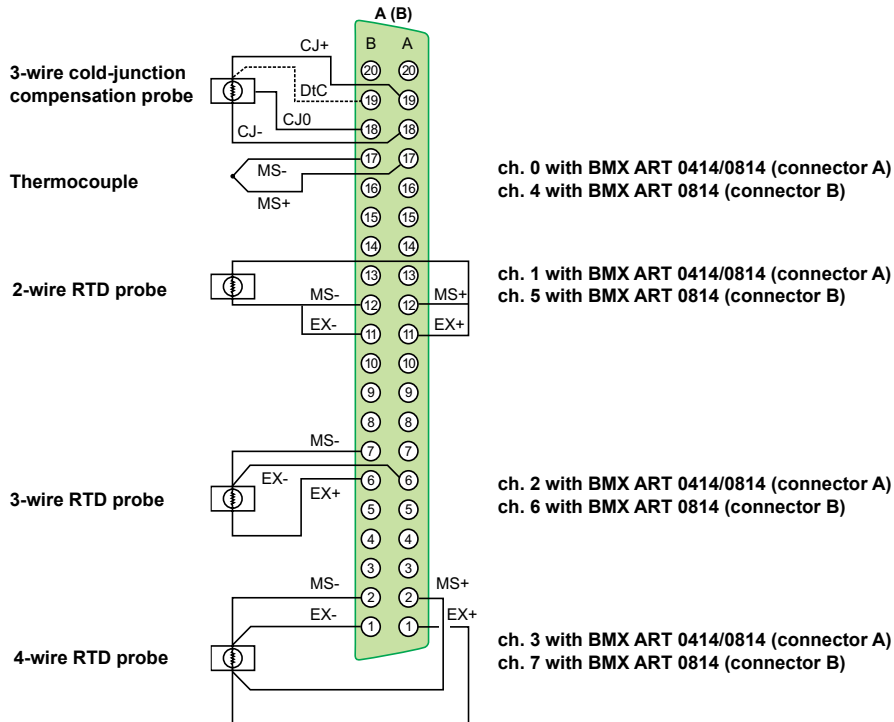 A (B)
B A
CJ+
20 20
3-wire cold-junction
compensation probe
DtC
19 19
CJ0
18 18
CJ-
17 17
MS-
Thermocouple
MS+
16 16
ch. 0 with BMX ART 0414/0814 (connector A)
ch. 4 with BMX ART 0814 (connector B)
15 15
14 14
13 13
2-wire RTD probe
MS- 12 12 MS+
EX- 11 11 EX+
ch. 1 with BMX ART 0414/0814 (connector A)
ch. 5 with BMX ART 0814 (connector B)
10 10
9 9
8 8
MS- 7 7
EX- 6 6
EX+
3-wire RTD probe
5 5
ch. 2 with BMX ART 0414/0814 (connector A)
ch. 6 with BMX ART 0814 (connector B)
4 4
3 3
MS- 2 2 MS+
EX- 1 1 EX+
4-wire RTD probe
ch. 3 with BMX ART 0414/0814 (connector A)
ch. 7 with BMX ART 0814 (connector B)